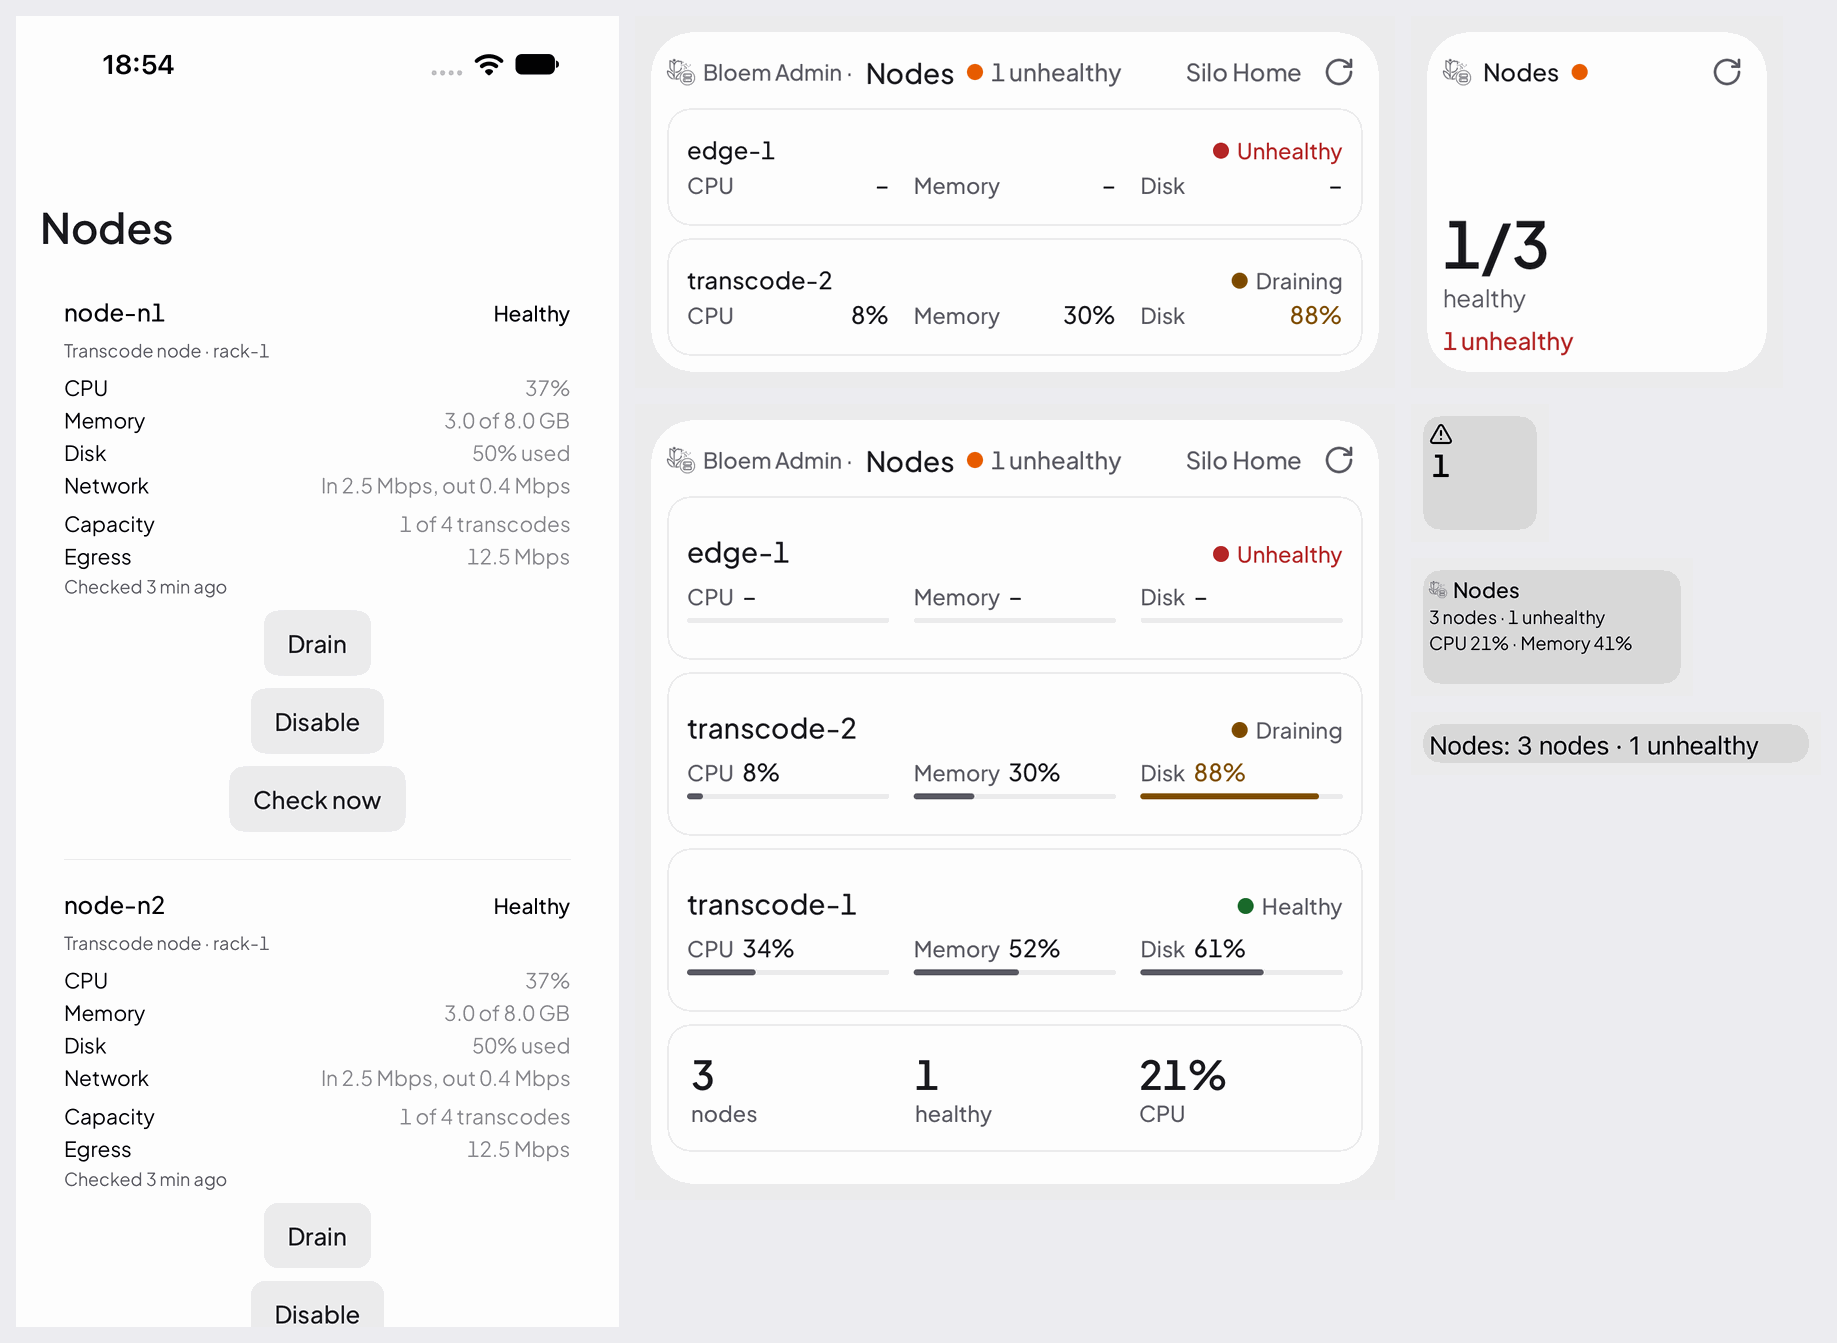 18:54
Nodes
node-n1 Healthy
Transcode node · rack-1
CPU 37%
Memory 3.0 of 8.0 GB
Disk 50% used
Network In 2.5 Mbps, out 0.4 Mbps
Capacity 1 of 4 transcodes
Egress 12.5 Mbps
Checked 3 min ago
Drain
Disable
Check now
node-n2 Healthy
Transcode node · rack-1
CPU 37%
Memory 3.0 of 8.0 GB
Disk 50% used
Network In 2.5 Mbps, out 0.4 Mbps
Capacity 1 of 4 transcodes
Egress 12.5 Mbps
Checked 3 min ago
Drain
Disable
Bloem Admin · Nodes 1 unhealthy Silo Home
edge-1 Unhealthy
CPU – Memory – Disk –
transcode-2 Draining
CPU 8% Memory 30% Disk 88%
Bloem Admin · Nodes 1 unhealthy Silo Home
edge-1 Unhealthy
CPU – Memory – Disk –
transcode-2 Draining
CPU 8% Memory 30% Disk 88%
transcode-1 Healthy
CPU 34% Memory 52% Disk 61%
3 1 21%
nodes healthy CPU
Nodes
1/3
healthy
1 unhealthy
1
Nodes
3 nodes · 1 unhealthy
CPU 21% · Memory 41%
Nodes: 3 nodes · 1 unhealthy